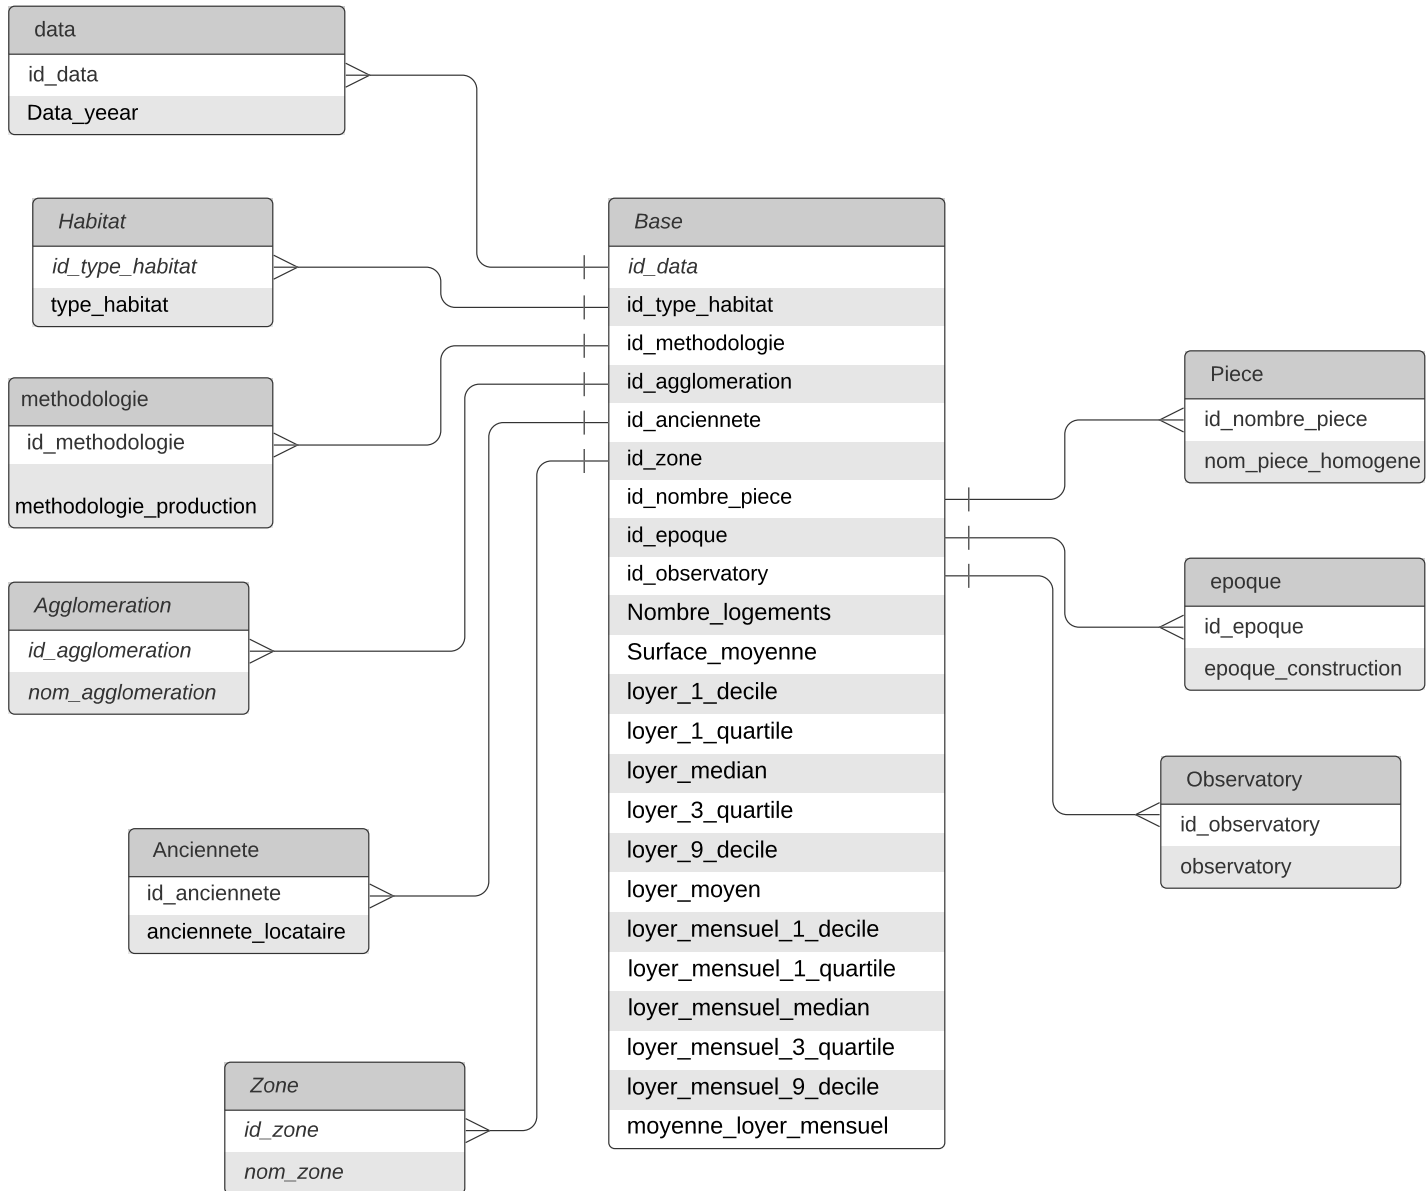 data
id_data
Data_yeear
Habitat
id_type_habitat
type_habitat
methodologie
id_methodologie
methodologie_production
Agglomeration
id_agglomeration
nom_agglomeration
Anciennete
id_anciennete
anciennete_locataire
Zone
id_zone
nom_zone
Base
id_data
id_type_habitat
id_methodologie
id_agglomeration
id_anciennete
id_zone
id_nombre_piece
id_epoque
id_observatory
Nombre_logements
Surface_moyenne
loyer_1_decile
loyer_1_quartile
loyer_median
loyer_3_quartile
loyer_9_decile
loyer_moyen
loyer_mensuel_1_decile
loyer_mensuel_1_quartile
loyer_mensuel_median
loyer_mensuel_3_quartile
loyer_mensuel_9_decile
moyenne_loyer_mensuel
Piece
id_nombre_piece
nom_piece_homogene
epoque
id_epoque
epoque_construction
Observatory
id_observatory
observatory